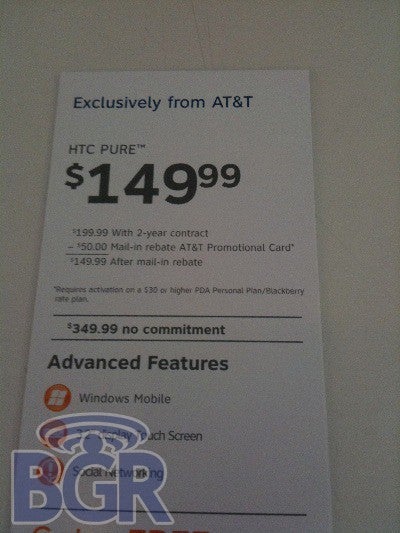 Exclusively from AT&T
HTC PURE™
$149.99
$199.99 With 2-year contract
– $50.00 Mail-in rebate AT&T Promotional Card*
$149.99 After mail-in rebate
*Requires activation on a $30 or higher PDA Personal Plan/Blackberry
rate plan.
$349.99 no commitment
Advanced Features
Windows Mobile
display Touch Screen
Social Networking
BGR